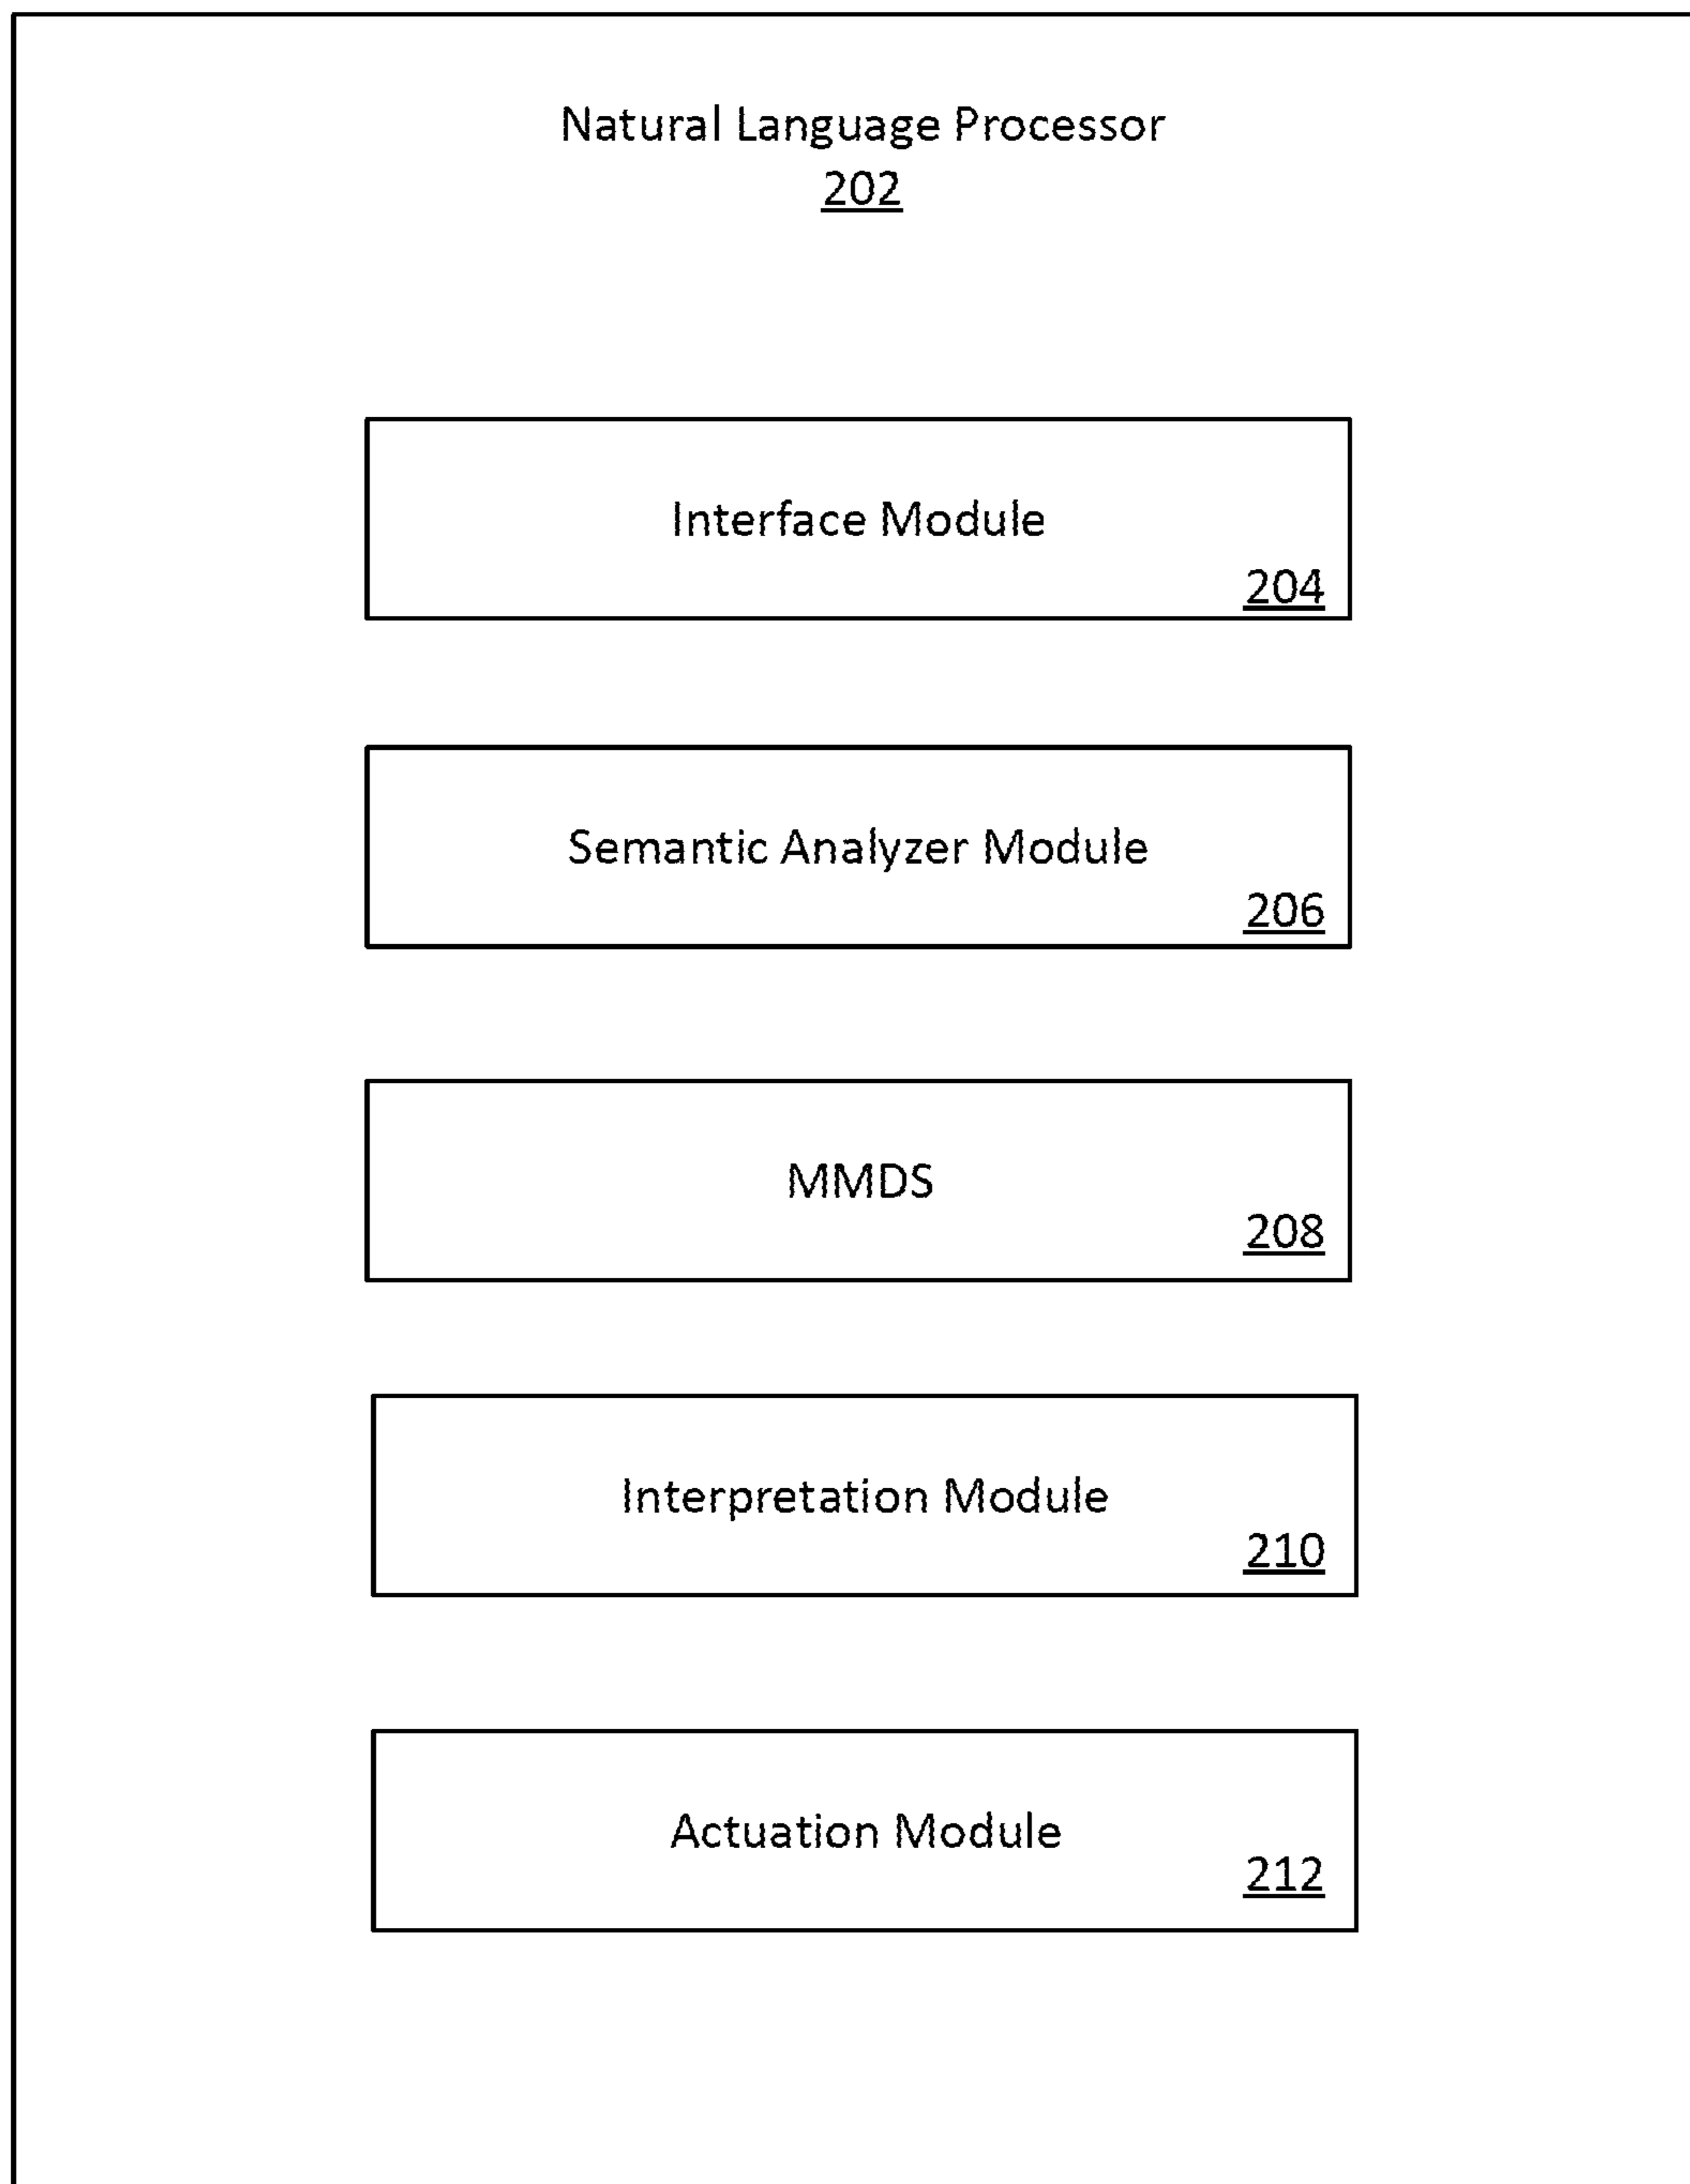 Natural Language Processor
202
Interface Module
204
Semantic Analyzer Module
206
MMDS
208
Interpretation Module
210
Actuation Module
212